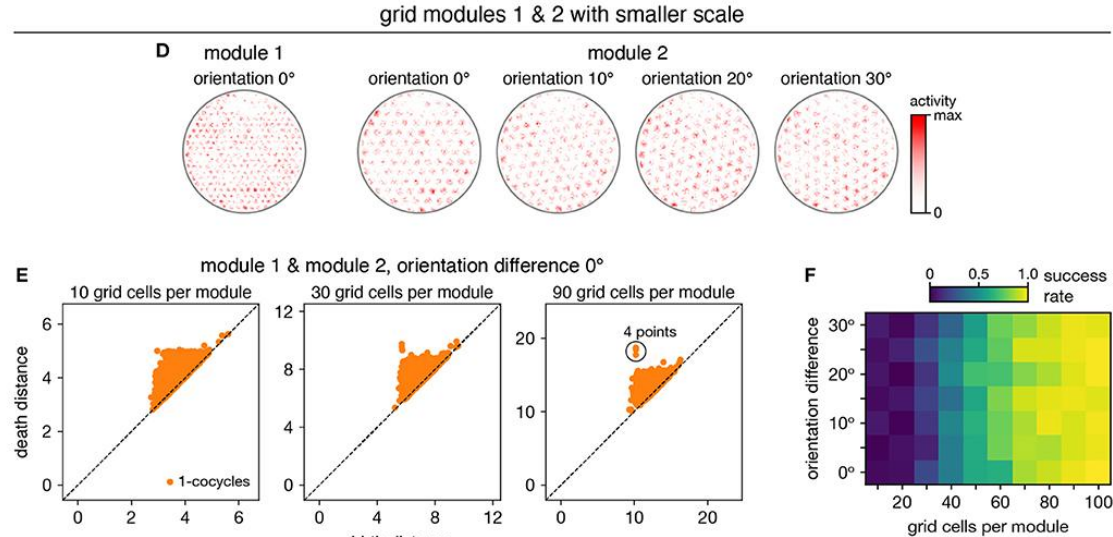 grid modules 1 & 2 with smaller scale
D
module 1
module 2
orientation 0°
orientation 0°
orientation 10°
orientation 20°
orientation 30°
activity
max
0
E
module 1 & module 2, orientation difference 0°
10 grid cells per module
30 grid cells per module
90 grid cells per module
death distance
6
4
2
0
0
2
4
6
1-cocycles
12
8
4
0
0
4
8
12
4 points
20
10
0
0
10
20
F
0
0.5
1.0
success
rate
orientation difference
30°
20°
10°
0°
20
40
60
80
100
grid cells per module